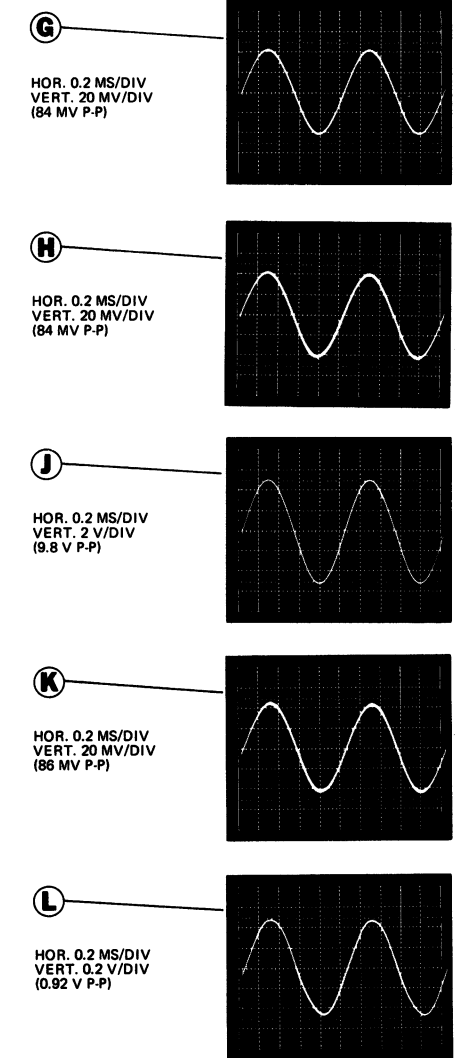 G
HOR. 0.2 MS/DIV
VERT. 20 MV/DIV
(84 MV P-P)
H
HOR. 0.2 MS/DIV
VERT. 20 MV/DIV
(84 MV P-P)
J
HOR. 0.2 MS/DIV
VERT. 2 V/DIV
(9.8 V P-P)
K
HOR. 0.2 MS/DIV
VERT. 20 MV/DIV
(86 MV P-P)
L
HOR. 0.2 MS/DIV
VERT. 0.2 V/DIV
(0.92 V P-P)